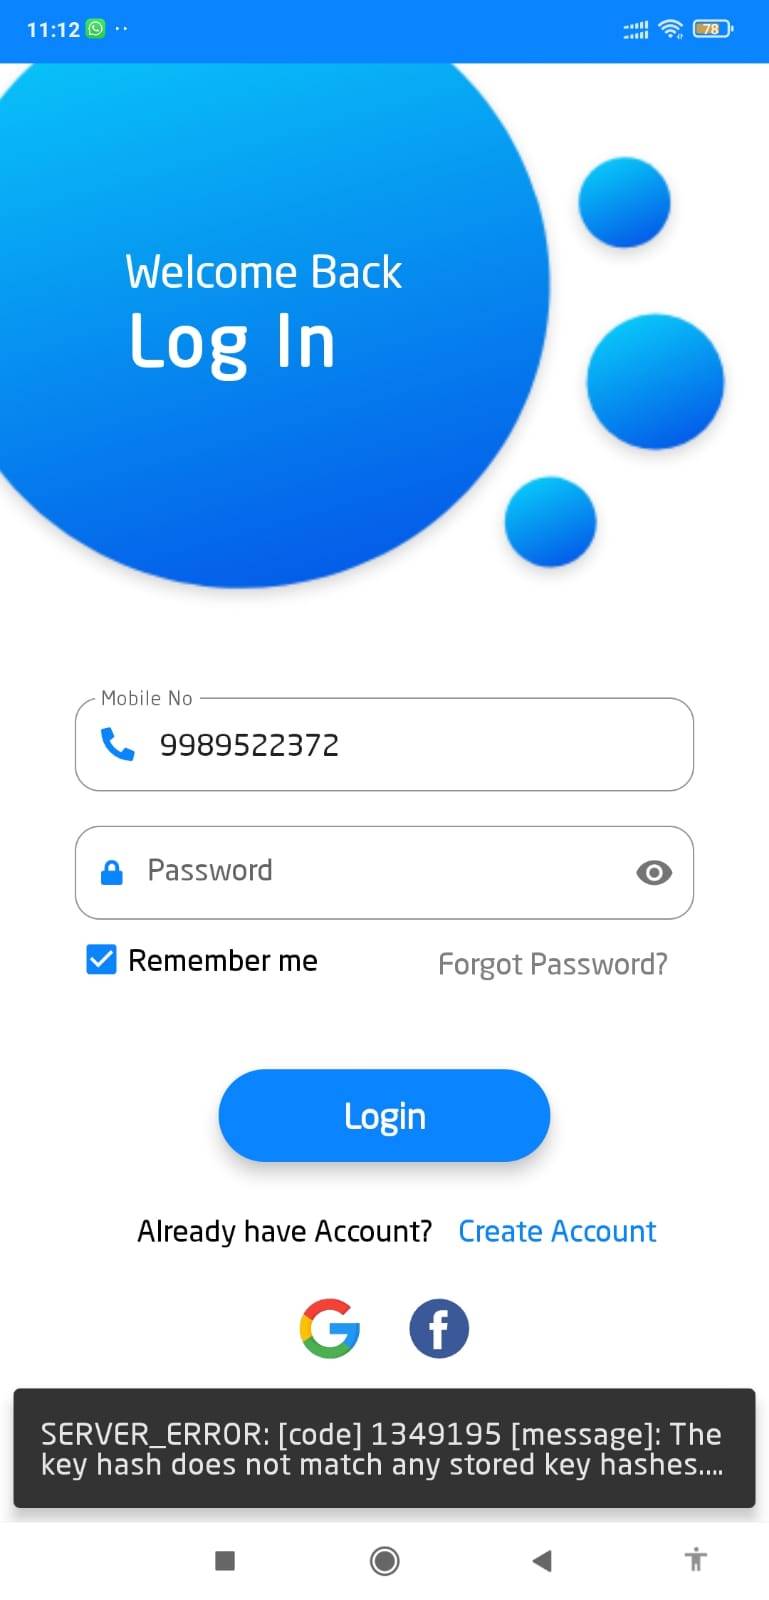 11:12
78
Welcome Back
Log In
Mobile No
9989522372
Password
Remember me
Forgot Password?
Login
Already have Account? Create Account
SERVER_ERROR: [code] 1349195 [message]: The
key hash does not match any stored key hashes....